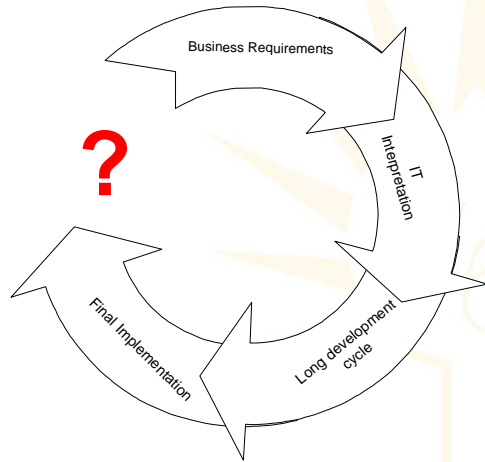 Business Requirements
IT
Interpretation
Long development
cycle
Final Implementation
?